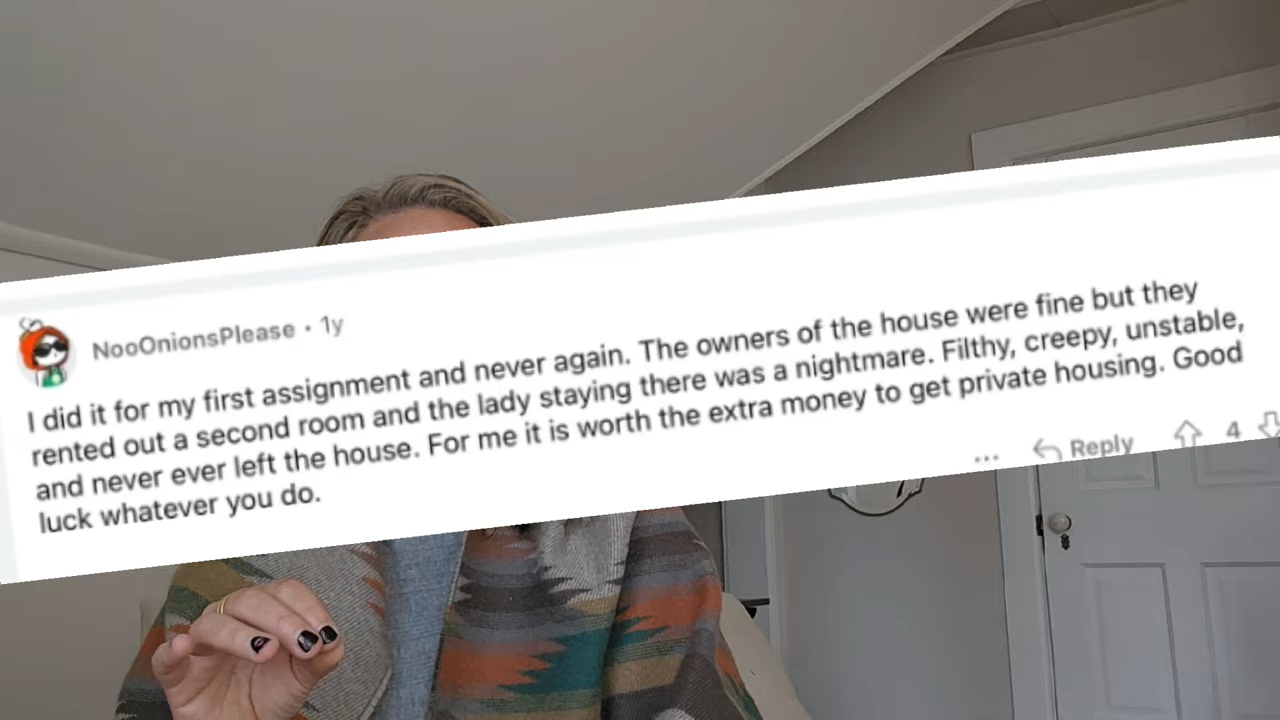 NooOnionsPlease • 1y
I did it for my first assignment and never again. The owners of the house were fine but they
rented out a second room and the lady staying there was a nightmare. Filthy, creepy, unstable,
and never ever left the house. For me it is worth the extra money to get private housing. Good
luck whatever you do.
... Reply 4